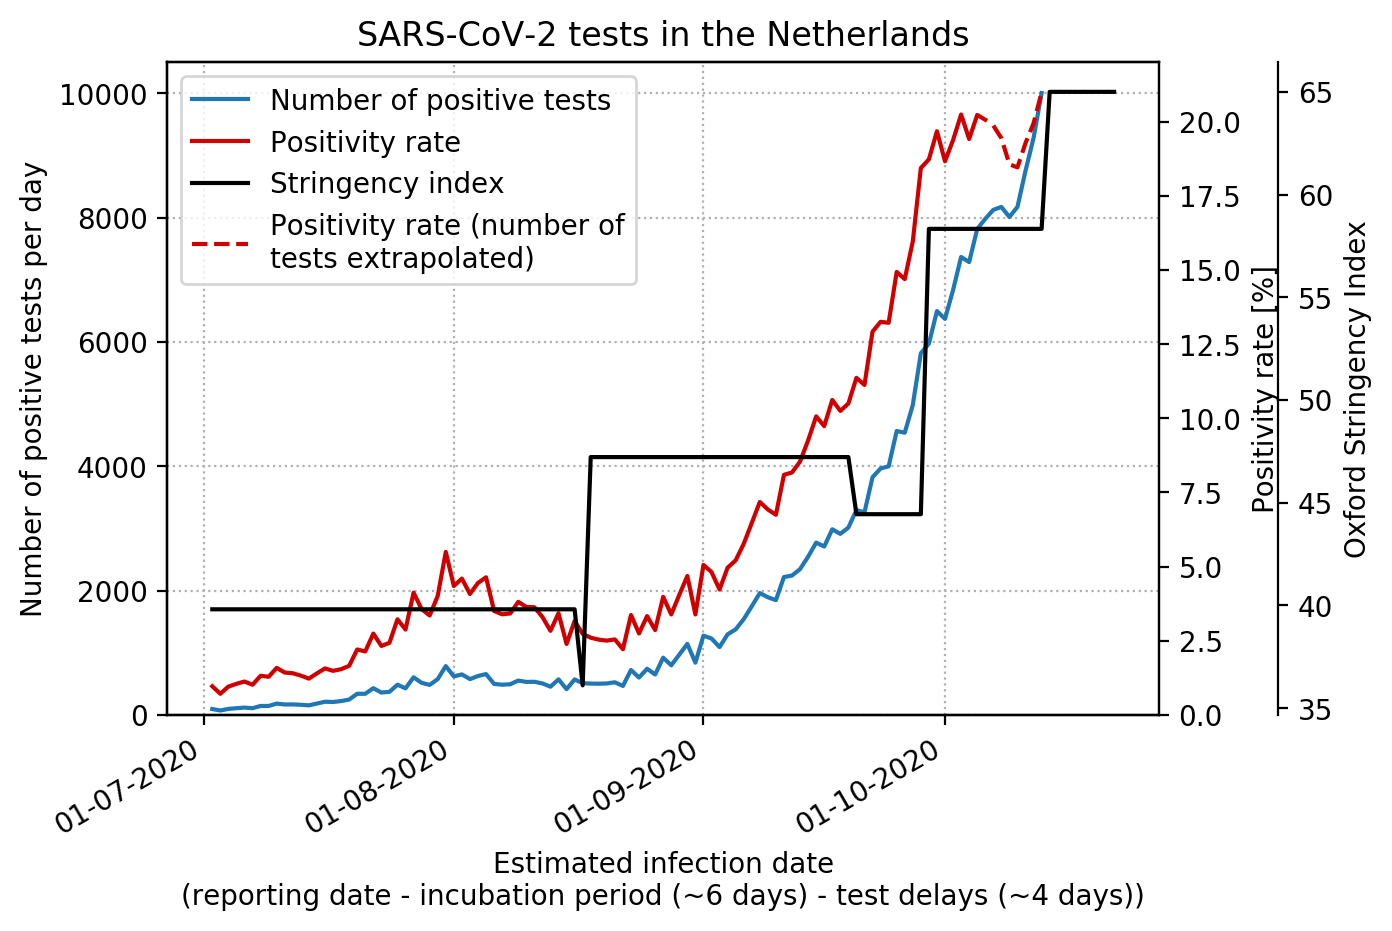 SARS-CoV-2 tests in the Netherlands
Number of positive tests
Positivity rate
Stringency index
Positivity rate (number of
tests extrapolated)
Number of positive tests per day
10000
8000
6000
4000
2000
0
20.0
17.5
15.0
12.5
10.0
7.5
5.0
2.5
0.0
Positivity rate [%]
65
60
55
50
45
40
35
Oxford Stringency Index
01-07-2020
01-08-2020
01-09-2020
01-10-2020
Estimated infection date
(reporting date - incubation period (~6 days) - test delays (~4 days))